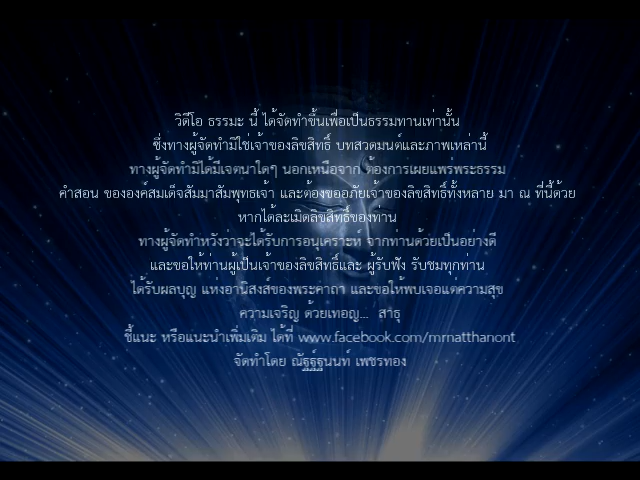 วิดีโอ ธรรมะ นี้ ได้จัดทำขึ้นเพื่อเป็นธรรมทานเท่านั้น
ซึ่งทางผู้จัดทำมิใช่เจ้าของลิขสิทธิ์ บทสวดมนต์และภาพเหล่านี้
ทางผู้จัดทำมิได้มีเจตนาใดๆ นอกเหนือจาก ต้องการเผยแพร่พระธรรม
คำสอน ขององค์สมเด็จสัมมาสัมพุทธเจ้า และต้องขออภัยเจ้าของลิขสิทธิ์ทั้งหลาย มา ณ ที่นี้ด้วย
หากได้ละเมิดลิขสิทธิ์ของท่าน
ทางผู้จัดทำหวังว่าจะได้รับการอนุเคราะห์ จากท่านด้วยเป็นอย่างดี
และขอให้ท่านผู้เป็นเจ้าของลิขสิทธิ์และ ผู้รับฟัง รับชมทุกท่าน
ได้รับผลบุญ แห่งอานิสงส์ของพระคาถา และขอให้พบเจอแต่ความสุข
ความเจริญ ด้วยเทอญ... สาธุ
ชี้แนะ หรือแนะนำเพิ่มเติม ได้ที่ www.facebook.com/mrnatthanont
จัดทำโดย ณัฐฐ์ฐนนท์ เพชรทอง